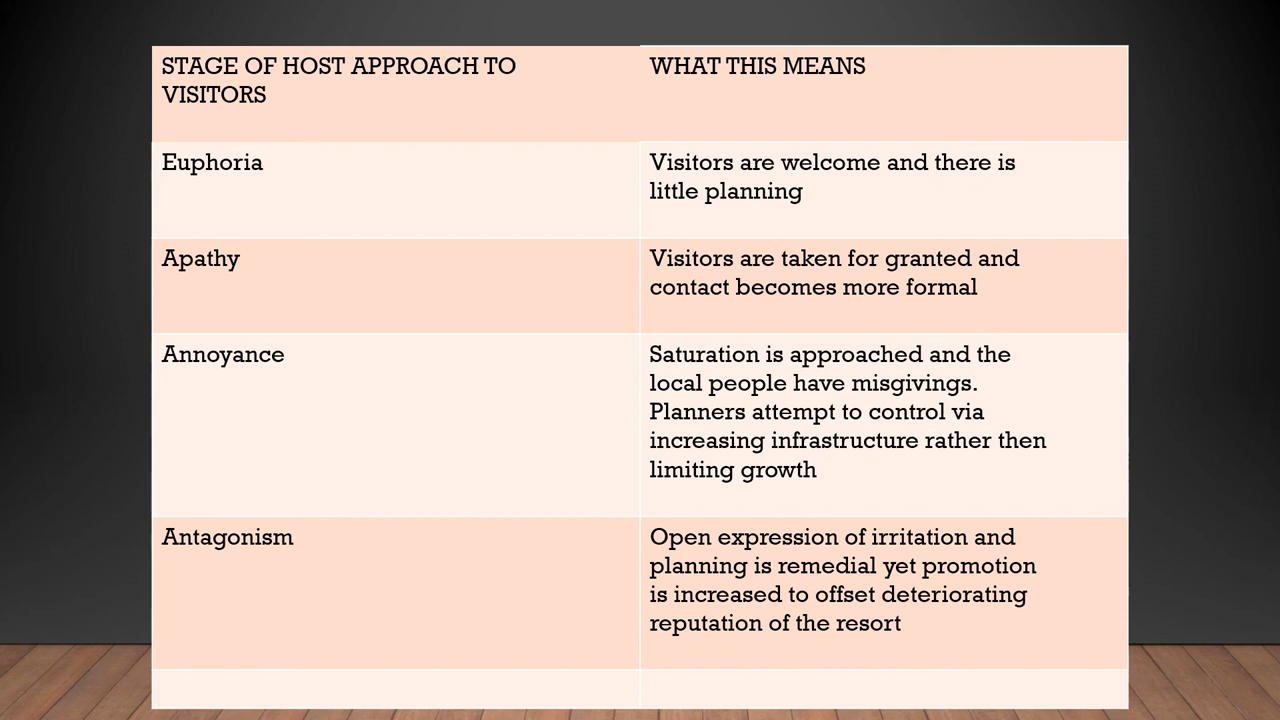 STAGE OF HOST APPROACH TO
VISITORS
WHAT THIS MEANS
Euphoria
Visitors are welcome and there is
little planning
Apathy
Visitors are taken for granted and
contact becomes more formal
Annoyance
Saturation is approached and the
local people have misgivings.
Planners attempt to control via
increasing infrastructure rather then
limiting growth
Antagonism
Open expression of irritation and
planning is remedial yet promotion
is increased to offset deteriorating
reputation of the resort